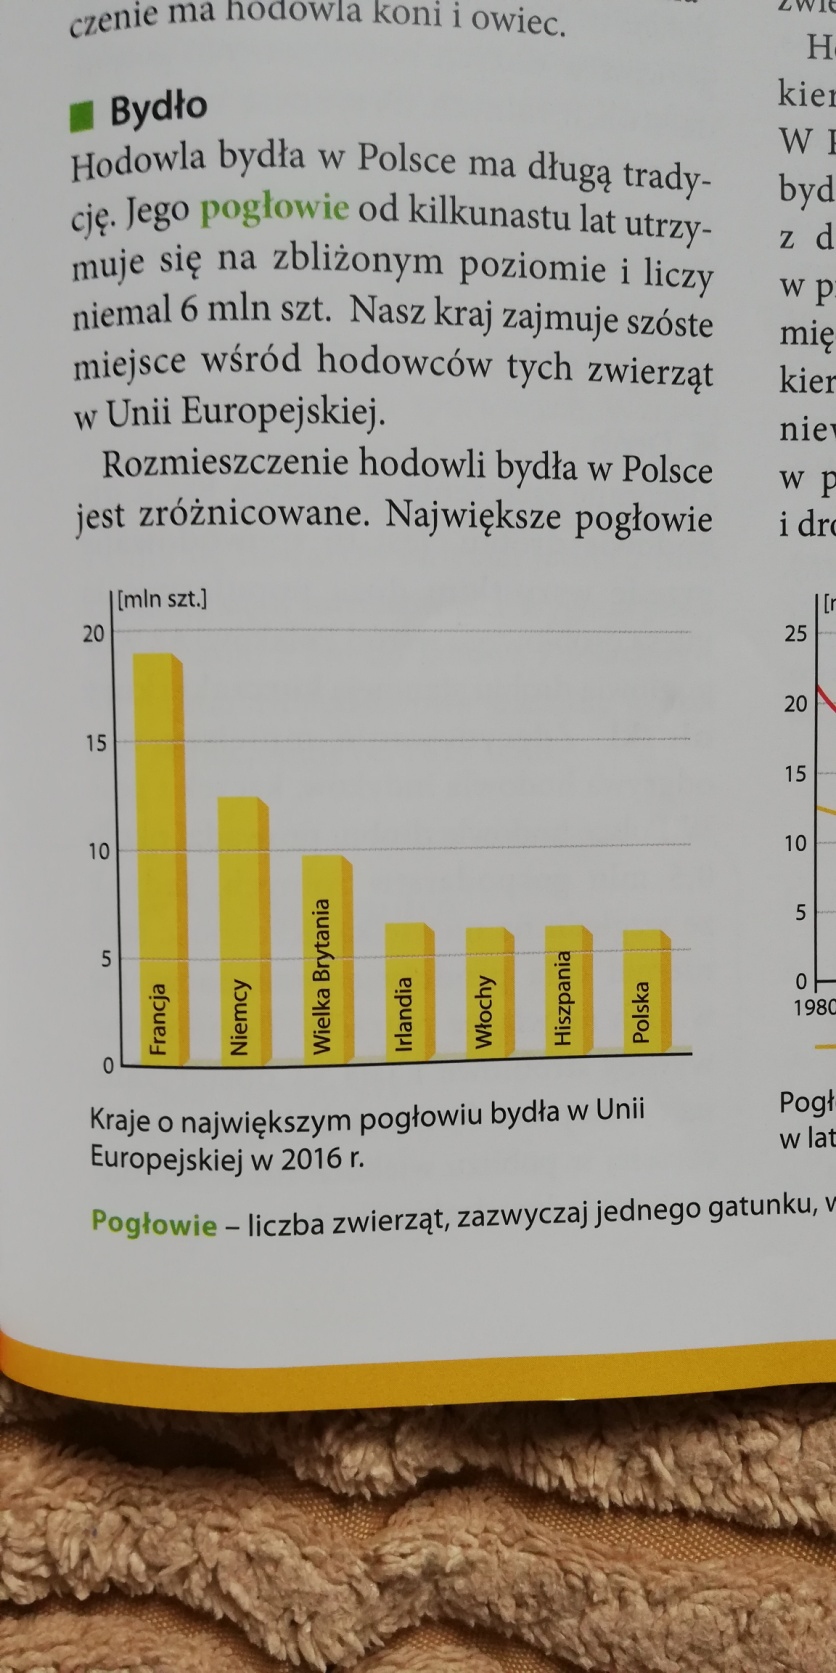 czenie ma hodowla koni i owiec.
Bydło
Hodowla bydła w Polsce ma długą trady-
cję. Jego pogłowie od kilkunastu lat utrzy-
muje się na zbliżonym poziomie i liczy
niemal 6 mln szt. Nasz kraj zajmuje szóste
miejsce wśród hodowców tych zwierząt
w Unii Europejskiej.
Rozmieszczenie hodowli bydła w Polsce
jest zróżnicowane. Największe pogłowie
[mln szt.]
20
15
10
5
0
Francja
Niemcy
Wielka Brytania
Irlandia
Włochy
Hiszpania
Polska
Kraje o największym pogłowiu bydła w Unii
Europejskiej w 2016 r.
Pogłowie – liczba zwierząt, zazwyczaj jednego gatunku,
W
z
w
w
i
25
20
15
10
5
0
1980
w